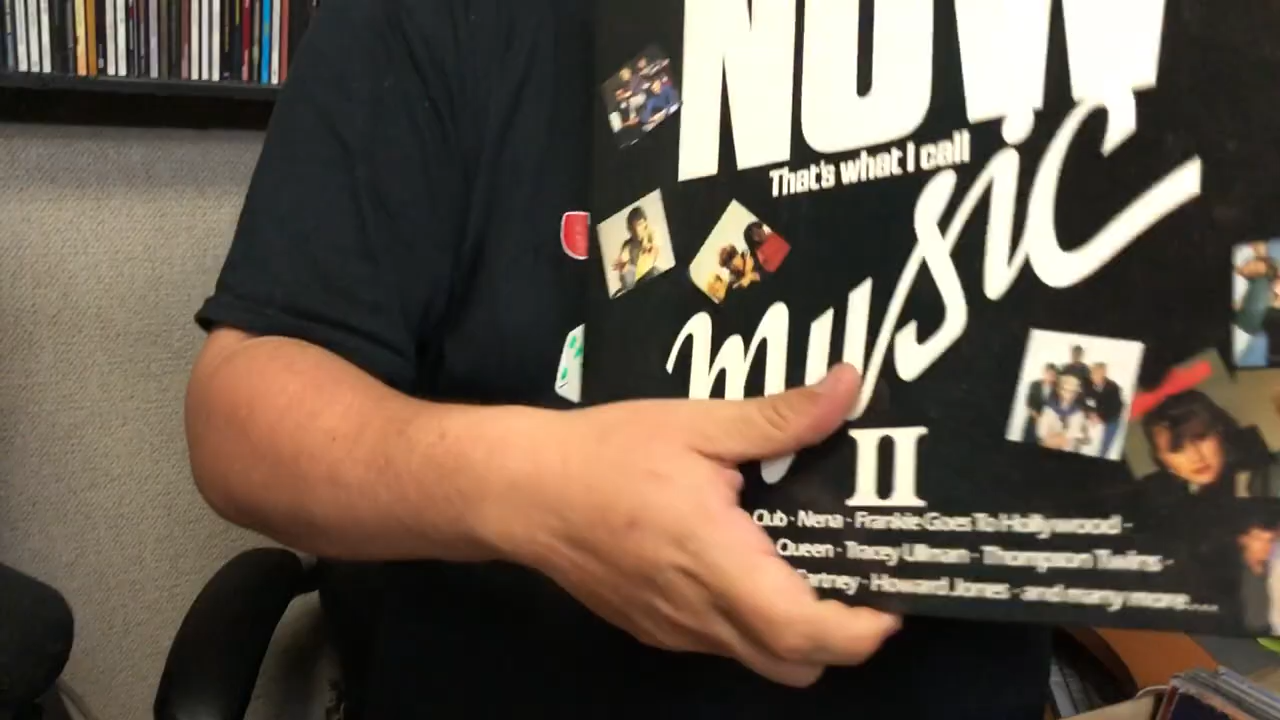 NOW
That's what I call
music
II
Club · Nena · Frankie Goes To Hollywood ·
Queen · Tracey Ullman · Thompson Twins ·
Cartney · Howard Jones · and many more....